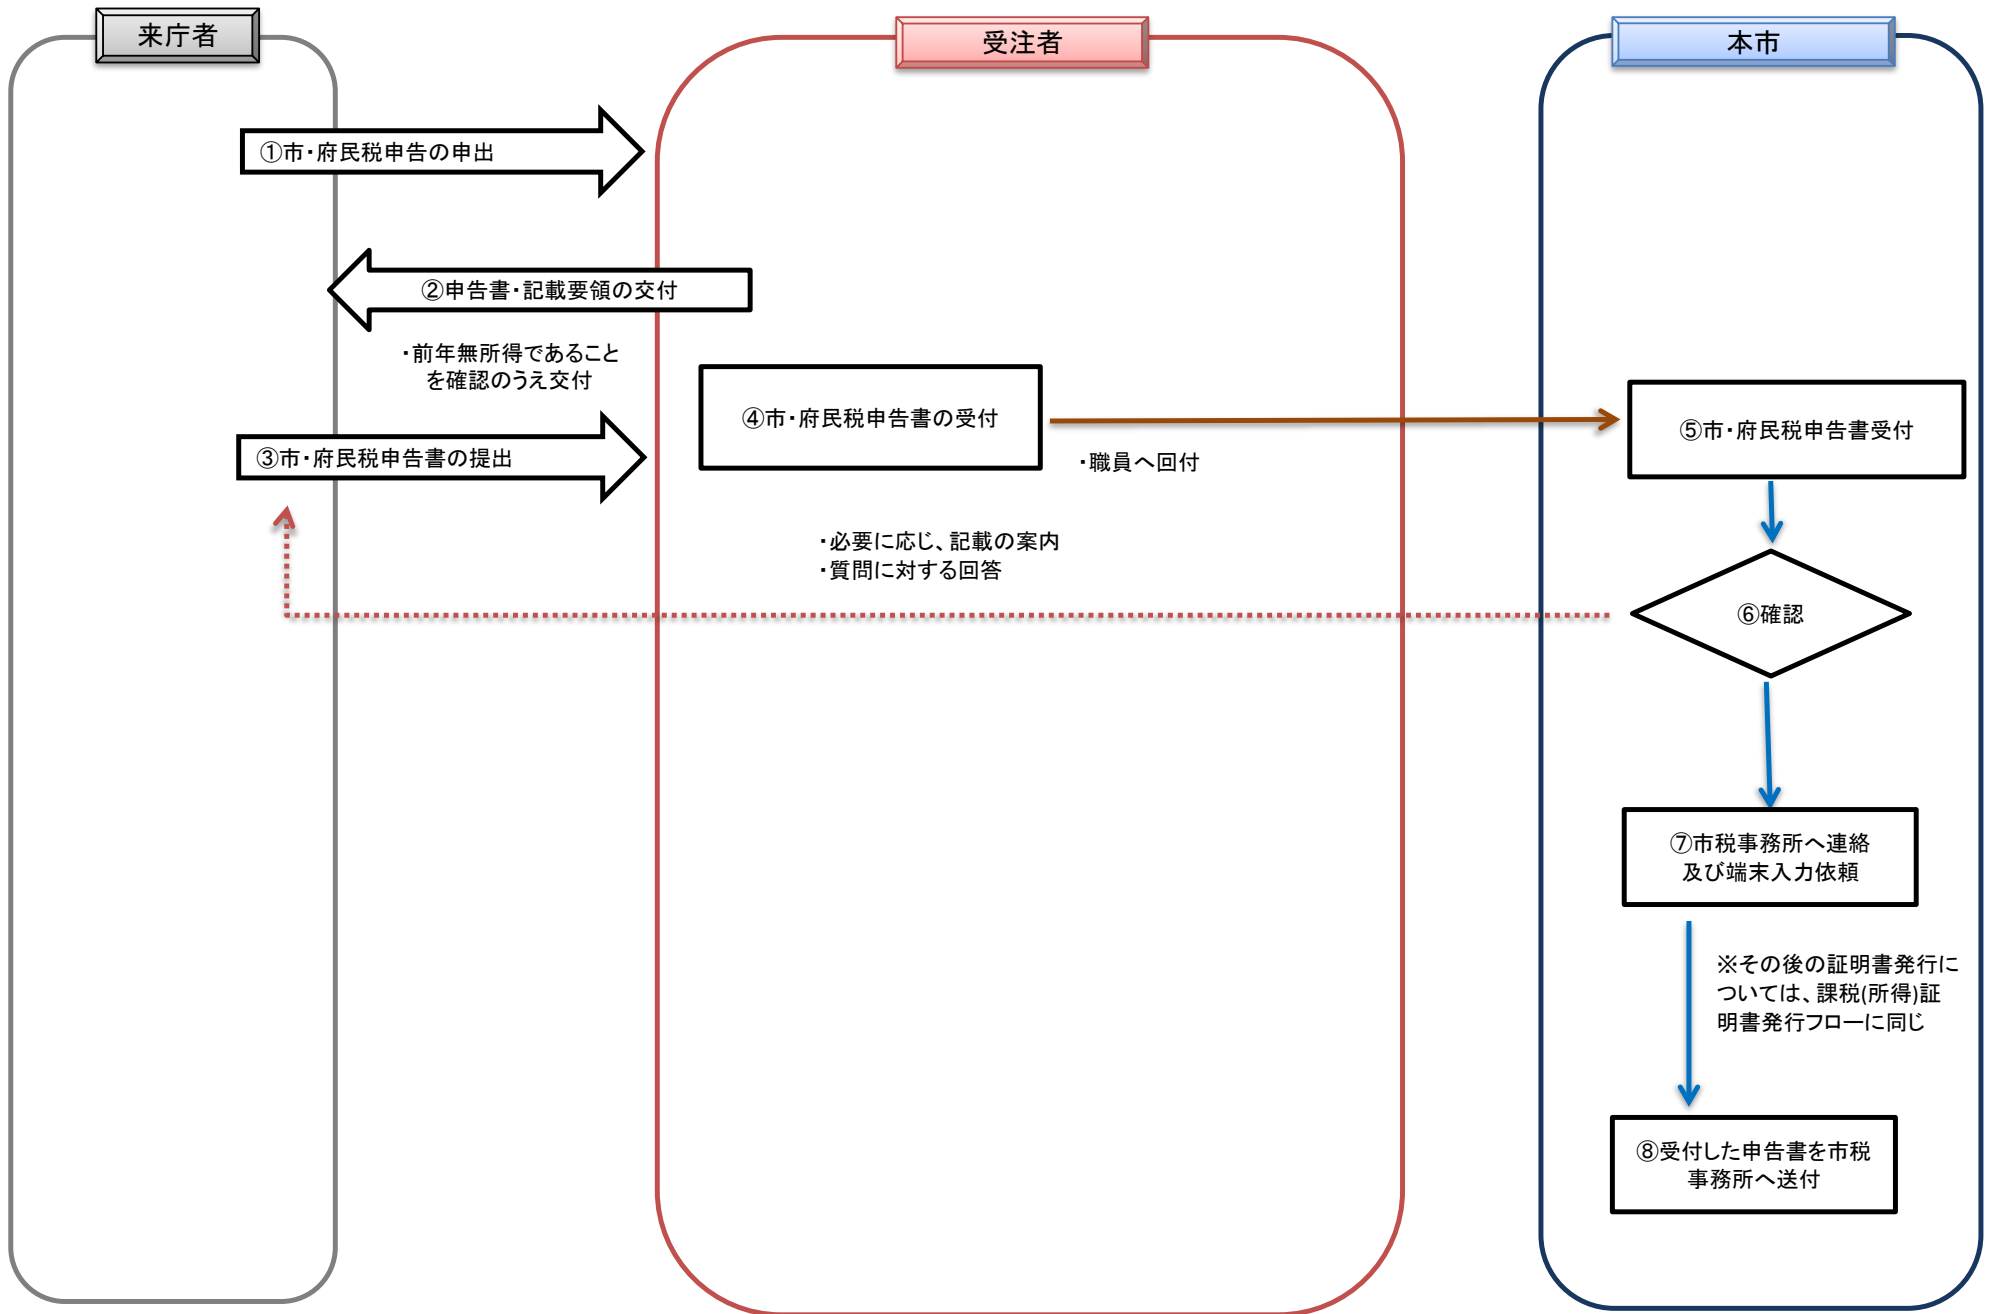 来庁者
受注者
本市
①市・府民税申告の申出
②申告書・記載要領の交付
・前年無所得であること
を確認のうえ交付
③市・府民税申告書の提出
④市・府民税申告書の受付
・職員へ回付
⑤市・府民税申告書受付
・必要に応じ、記載の案内
・質問に対する回答
⑥確認
⑦市税事務所へ連絡
及び端末入力依頼
※その後の証明書発行に
ついては、課税(所得)証
明書発行フローに同じ
⑧受付した申告書を市税
事務所へ送付